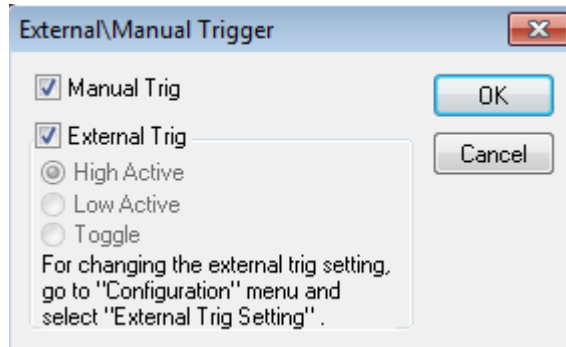 External\Manual Trigger
Manual Trig
OK
External Trig
Cancel
High Active
Low Active
Toggle
For changing the external trig setting,
go to "Configuration" menu and
select "External Trig Setting" .